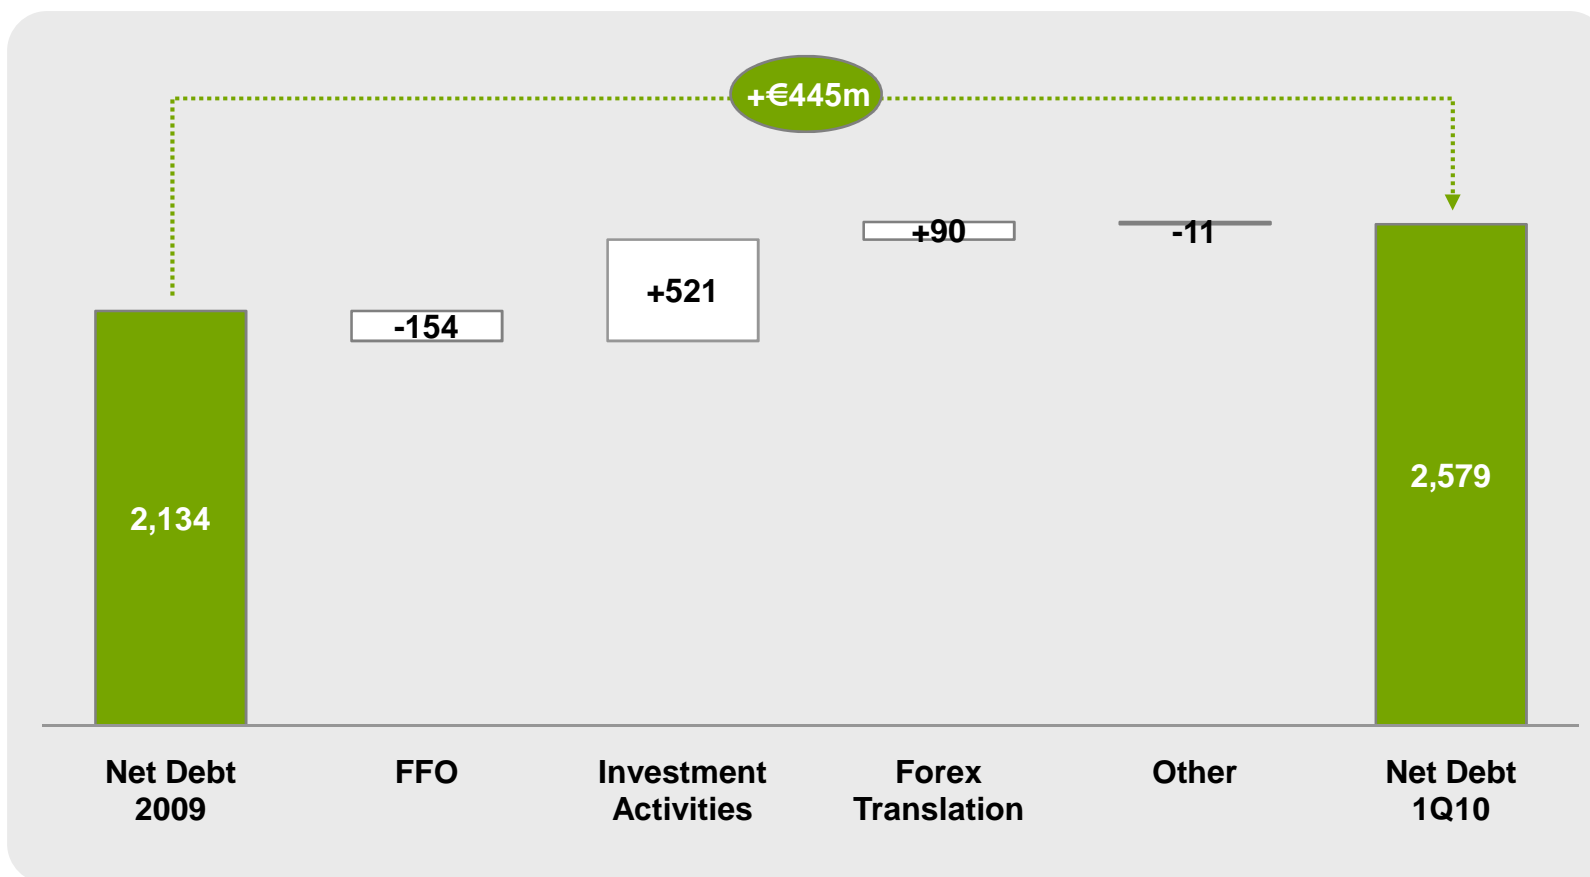 +€445m
+90
-11
+521
-154
2,134
2,579
Net Debt
2009
FFO
Investment
Activities
Forex
Translation
Other
Net Debt
1Q10